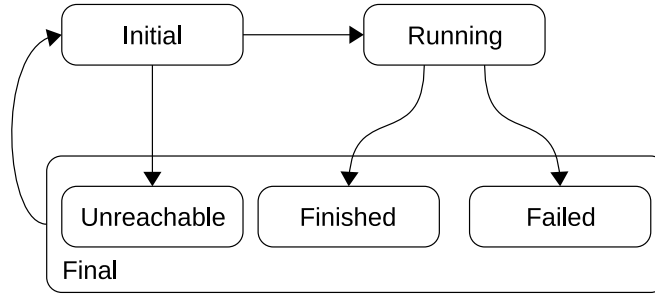 Initial
Running
Unreachable
Finished
Failed
Final